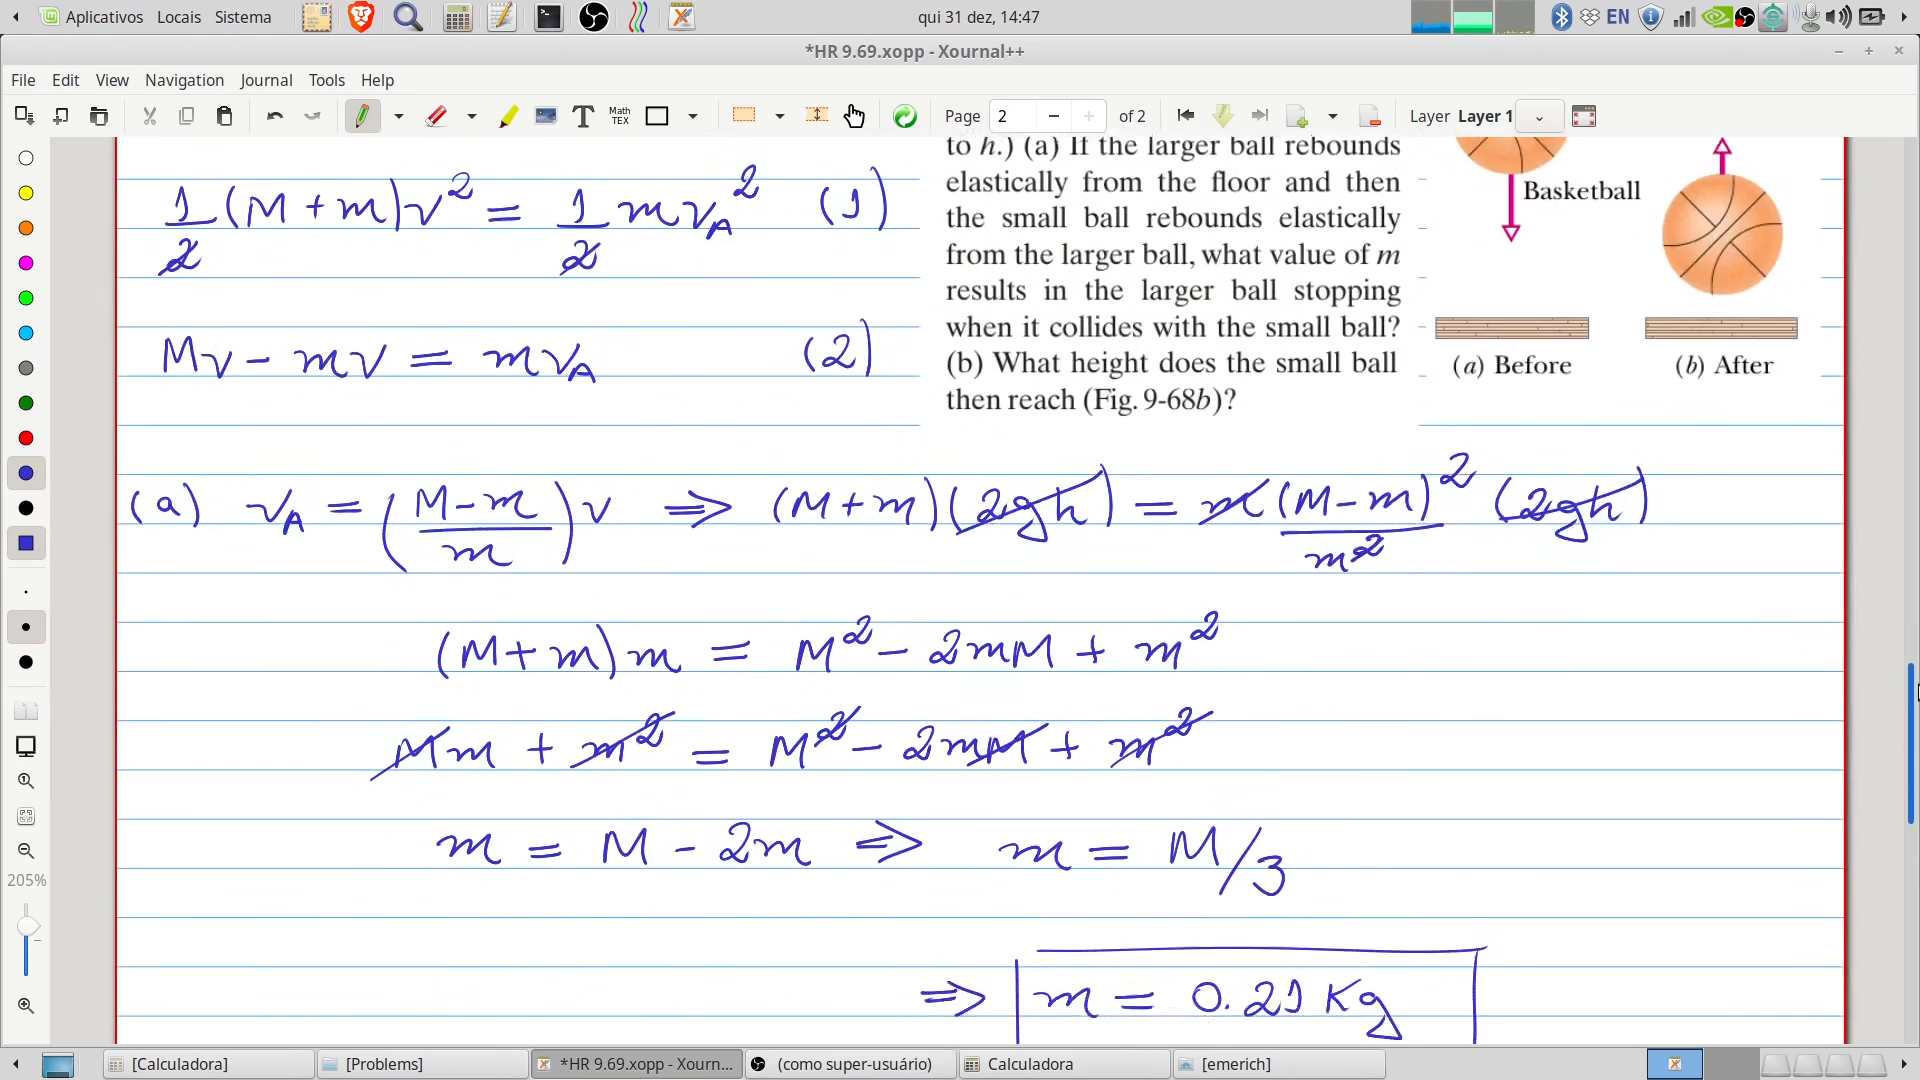 Aplicativos Locais Sistema
qui 31 dez, 14:47
EN
*HR 9.69.xopp - Xournal++
File Edit View Navigation Journal Tools Help
Math TEX
Page 2 of 2
Layer Layer 1
to h.) (a) If the larger ball rebounds
elastically from the floor and then
the small ball rebounds elastically
from the larger ball, what value of m
results in the larger ball stopping
when it collides with the small ball?
(b) What height does the small ball
then reach (Fig. 9-68b)?
Basketball
(a) Before
(b) After
1/2 (M + m) v² = 1/2 m v_A² (1)
Mv - mv = mv_A (2)
(a) v_A = ((M-m)/m) v ⇒ (M+m)(2gh) = m (M-m)²/m² (2gh)
(M+m)m = M² - 2mM + m²
Mm + m² = M² - 2mM + m²
m = M - 2m ⇒ m = M/3
⇒ m = 0.21 Kg
205%
[Calculadora]
[Problems]
*HR 9.69.xopp - Xourn...
(como super-usuário)
Calculadora
[emerich]